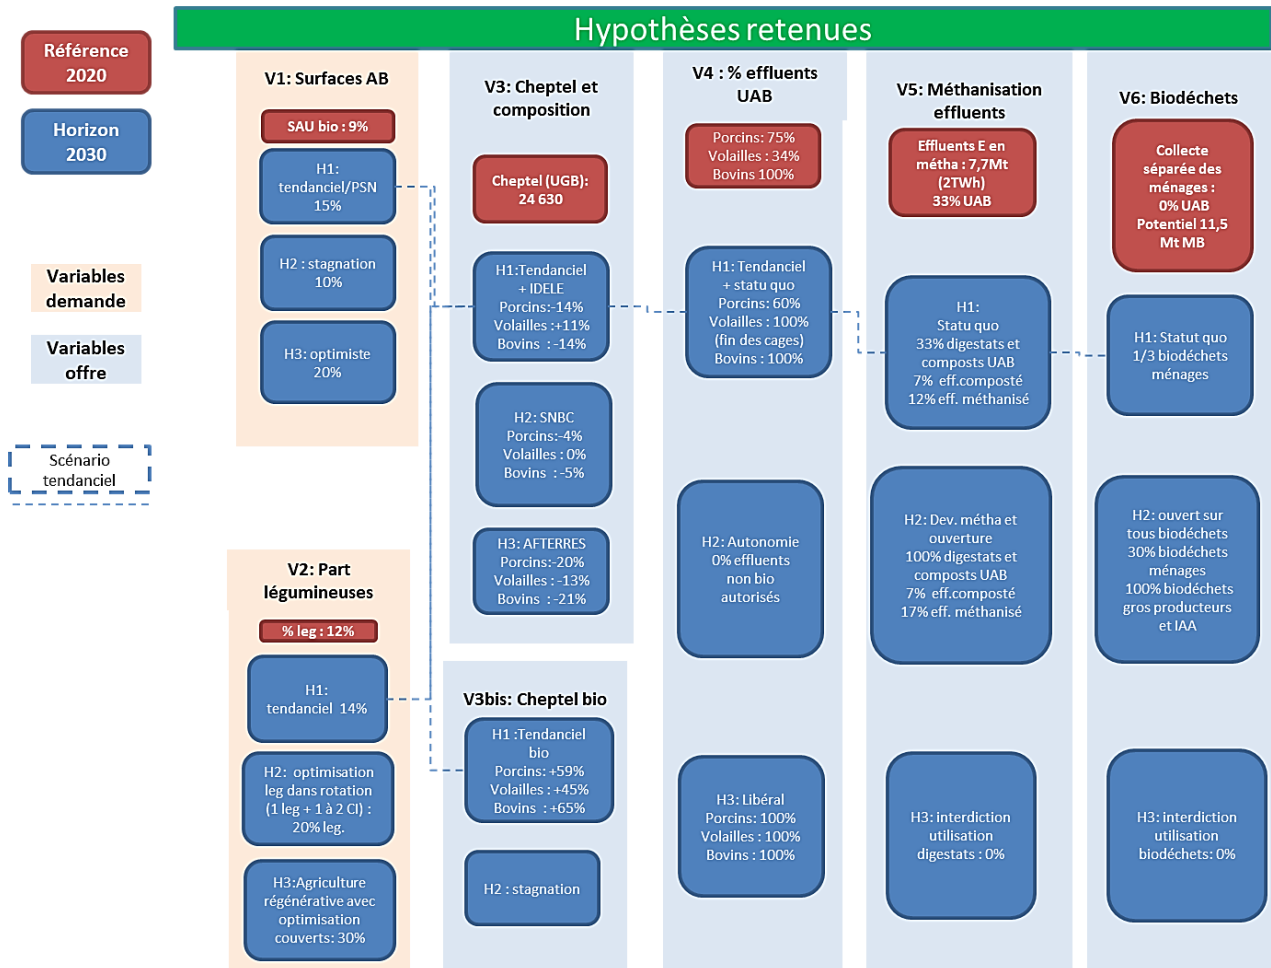 Hypothèses retenues
Référence
2020
Horizon
2030
Variables
demande
Variables
offre
Scénario
tendanciel
V1: Surfaces AB
SAU bio : 9%
H1:
tendanciel/PSN
15%
H2 : stagnation
10%
H3: optimiste
20%
V2: Part
légumineuses
% leg : 12%
H1:
tendanciel 14%
H2: optimisation
leg dans rotation
(1 leg + 1 à 2 CI) :
20% leg.
H3:Agriculture
régénérative avec
optimisation
couverts: 30%
V3: Cheptel et
composition
Cheptel (UGB):
24 630
H1:Tendanciel
+ IDELE
Porcins:-14%
Volailles :+11%
Bovins : -14%
H2: SNBC
Porcins:-4%
Volailles : 0%
Bovins : -5%
H3: AFTERRES
Porcins:-20%
Volailles : -13%
Bovins : -21%
V3bis: Cheptel bio
H1 :Tendanciel
bio
Porcins: +59%
Volailles : +45%
Bovins : +65%
H2 : stagnation
V4 : % effluents
UAB
Porcins: 75%
Volailles : 34%
Bovins 100%
H1: Tendanciel
+ statu quo
Porcins: 60%
Volailles : 100%
(fin des cages)
Bovins : 100%
H2: Autonomie
0% effluents
non bio
autorisés
H3: Libéral
Porcins: 100%
Volailles : 100%
Bovins : 100%
V5: Méthanisation
effluents
Effluents E en
métha : 7,7Mt
(2TWh)
33% UAB
H1:
Statu quo
33% digestats et
composts UAB
7% eff.composté
12% eff. méthanisé
H2: Dev. métha et
ouverture
100% digestats et
composts UAB
7% eff.composté
17% eff. méthanisé
H3: interdiction
utilisation
digestats : 0%
V6: Biodéchets
Collecte
séparée des
ménages :
0% UAB
Potentiel 11,5
Mt MB
H1: Statut quo
1/3 biodéchets
ménages
H2: ouvert sur
tous biodéchets
30% biodéchets
ménages
100% biodéchets
gros producteurs
et IAA
H3: interdiction
utilisation
biodéchets: 0%